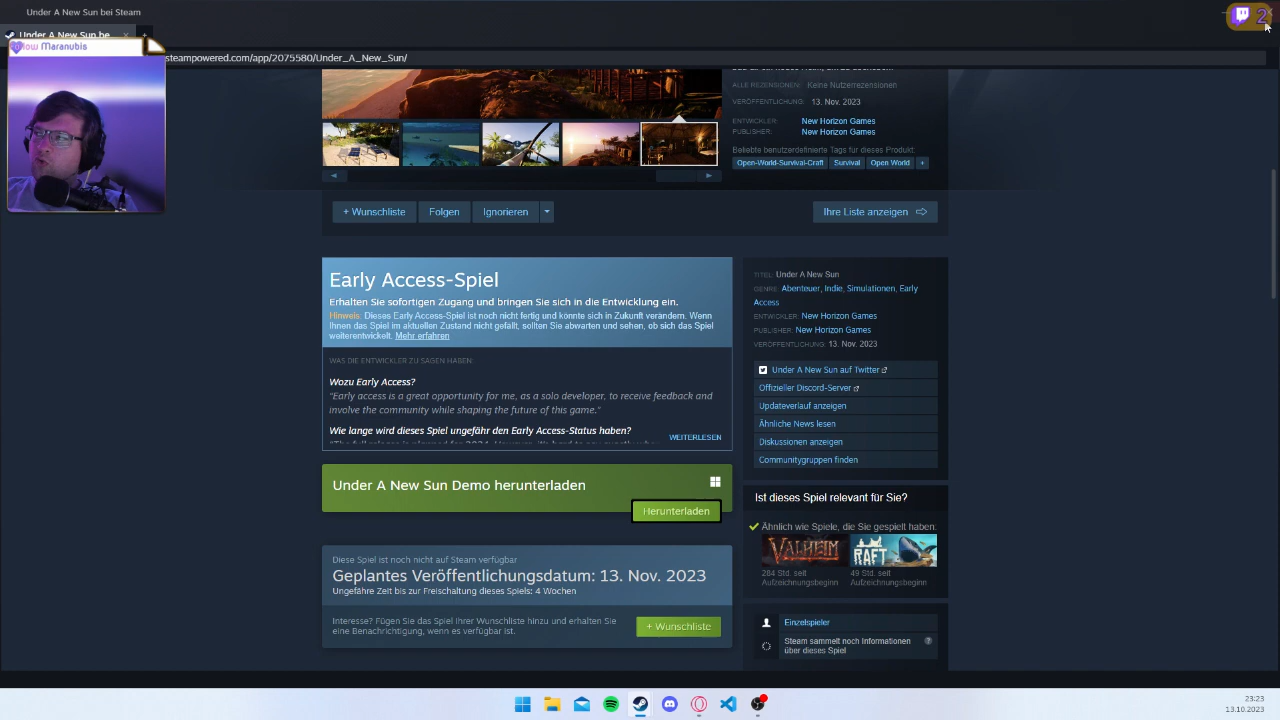 Under A New Sun bei Steam
Under A New Sun be
Maranubis
steampowered.com/app/2075580/Under_A_New_Sun/
ALLE REZENSIONEN: Keine Nutzerrezensionen
VERÖFFENTLICHUNG: 13. Nov. 2023
ENTWICKLER: New Horizon Games
PUBLISHER: New Horizon Games
Beliebte benutzerdefinierte Tags für dieses Produkt:
Open-World-Survival-Craft Survival Open World +
+ Wunschliste Folgen Ignorieren
Ihre Liste anzeigen
Early Access-Spiel
Erhalten Sie sofortigen Zugang und bringen Sie sich in die Entwicklung ein.
Hinweis: Dieses Early Access-Spiel ist noch nicht fertig und könnte sich in Zukunft verändern. Wenn
Ihnen das Spiel im aktuellen Zustand nicht gefällt, sollten Sie abwarten und sehen, ob sich das Spiel
weiterentwickelt. Mehr erfahren
WAS DIE ENTWICKLER ZU SAGEN HABEN:
Wozu Early Access?
“Early access is a great opportunity for me, as a solo developer, to receive feedback and
involve the community while shaping the future of this game.”
Wie lange wird dieses Spiel ungefähr den Early Access-Status haben?
WEITERLESEN
Under A New Sun Demo herunterladen
Herunterladen
Diese Spiel ist noch nicht auf Steam verfügbar
Geplantes Veröffentlichungsdatum: 13. Nov. 2023
Ungefähre Zeit bis zur Freischaltung dieses Spiels: 4 Wochen
Interesse? Fügen Sie das Spiel Ihrer Wunschliste hinzu und erhalten Sie
eine Benachrichtigung, wenn es verfügbar ist.
+ Wunschliste
TITEL: Under A New Sun
GENRE: Abenteuer, Indie, Simulationen, Early
Access
ENTWICKLER: New Horizon Games
PUBLISHER: New Horizon Games
VERÖFFENTLICHUNG: 13. Nov. 2023
Under A New Sun auf Twitter
Offizieller Discord-Server
Updateverlauf anzeigen
Ähnliche News lesen
Diskussionen anzeigen
Communitygruppen finden
Ist dieses Spiel relevant für Sie?
Ähnlich wie Spiele, die Sie gespielt haben:
VALHEIM RAFT
284 Std. seit
Aufzeichnungsbeginn
49 Std. seit
Aufzeichnungsbeginn
Einzelspieler
Steam sammelt noch Informationen
über dieses Spiel
?
23:23
13.10.2023